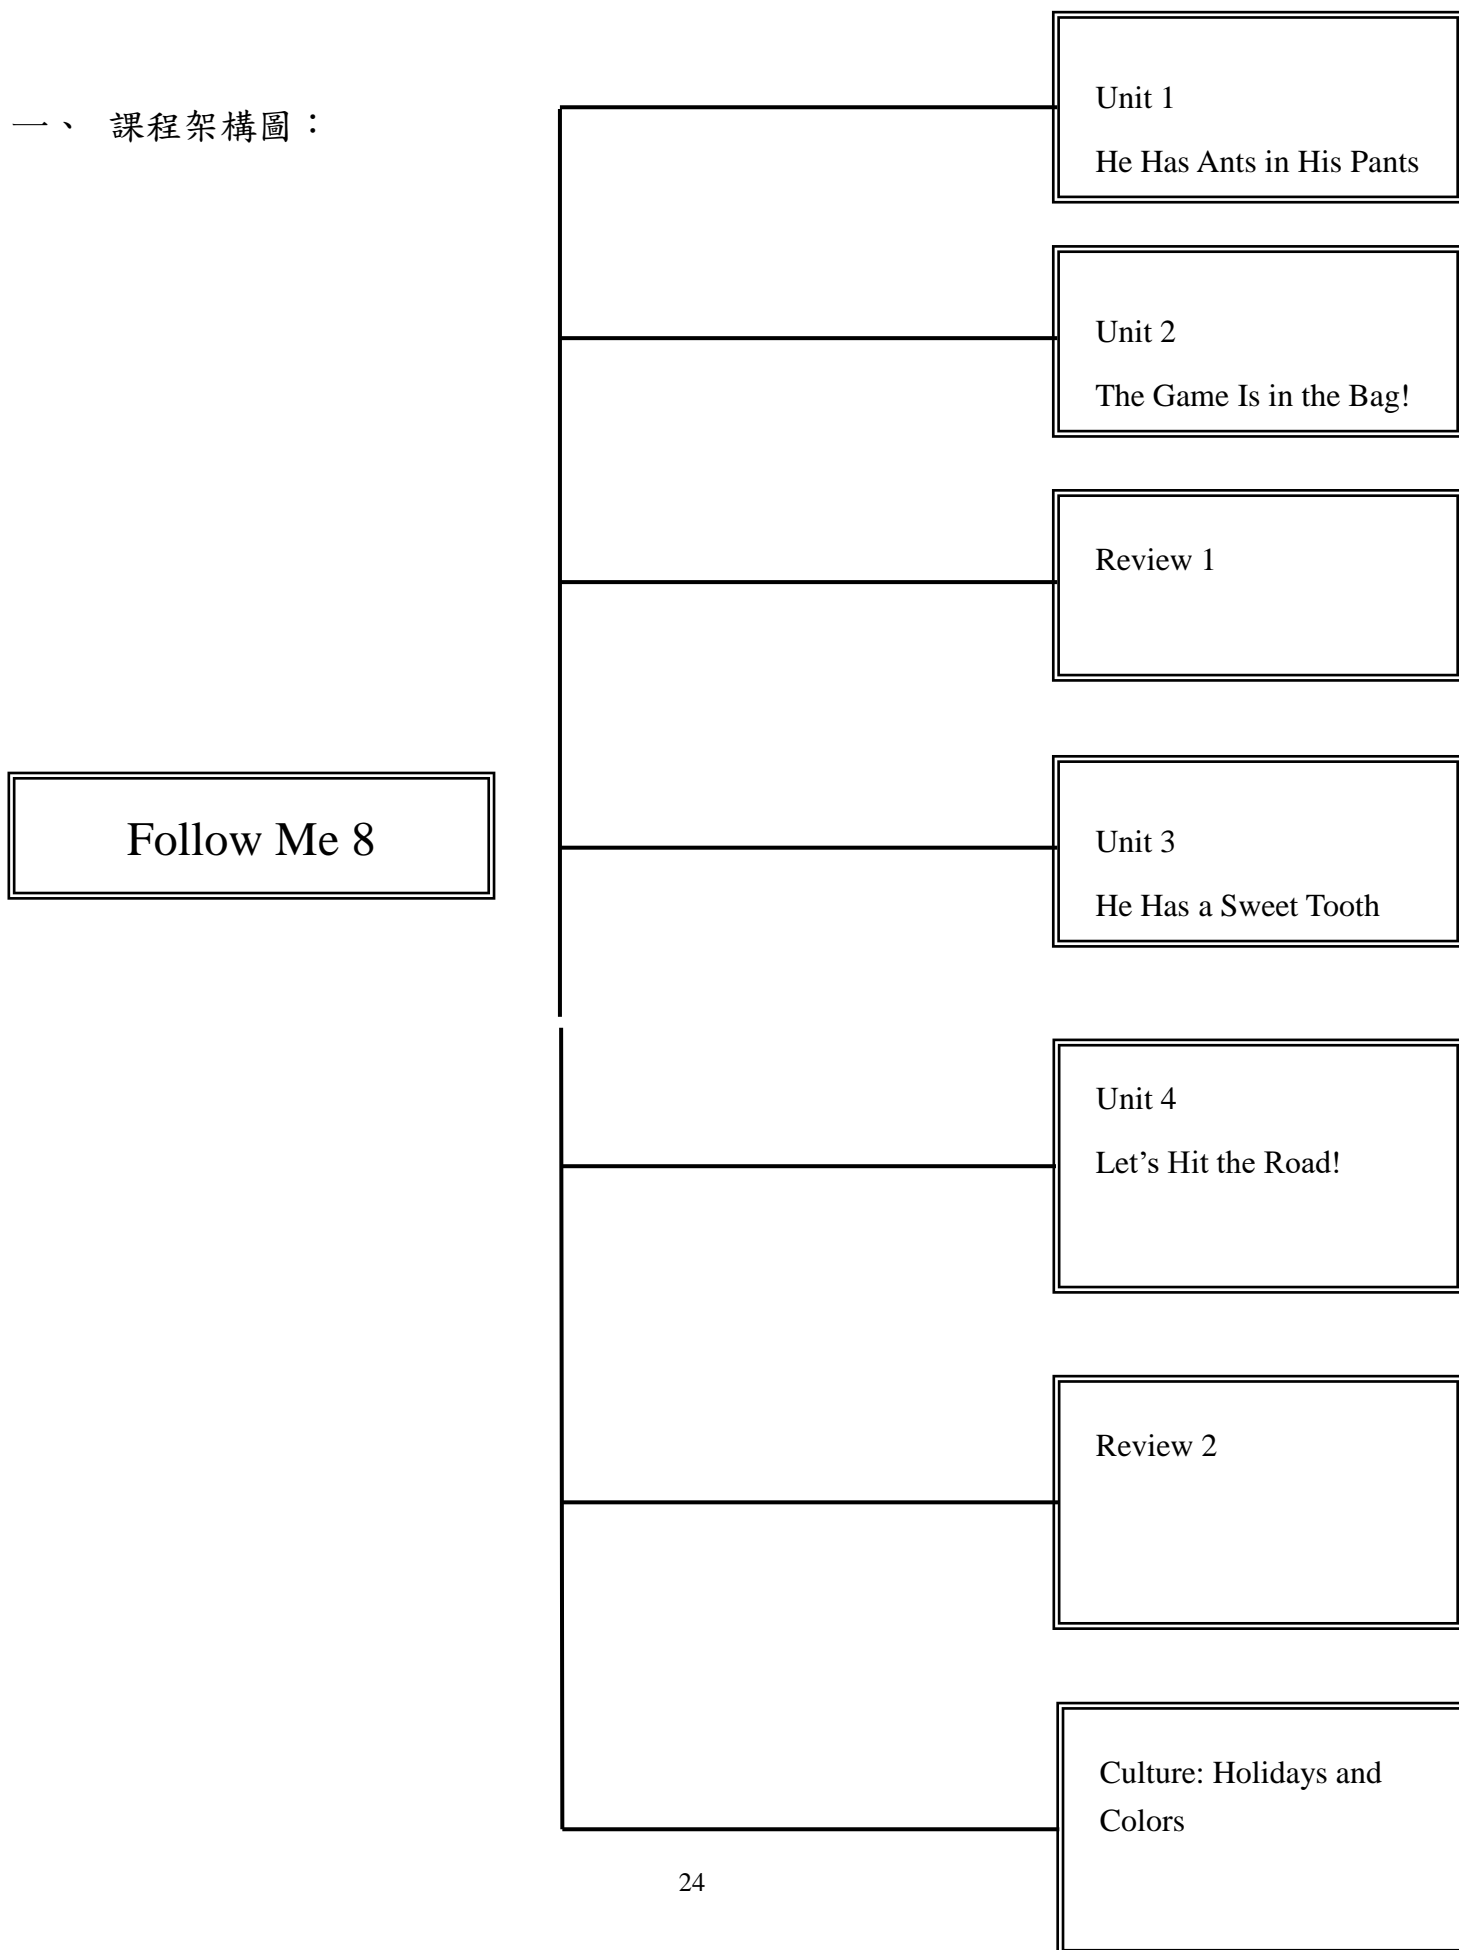 一、 課程架構圖：
Unit 1
He Has Ants in His Pants
Unit 2
The Game Is in the Bag!
Review 1
Follow Me 8
Unit 3
He Has a Sweet Tooth
Unit 4
Let’s Hit the Road!
Review 2
Culture: Holidays and
Colors
24